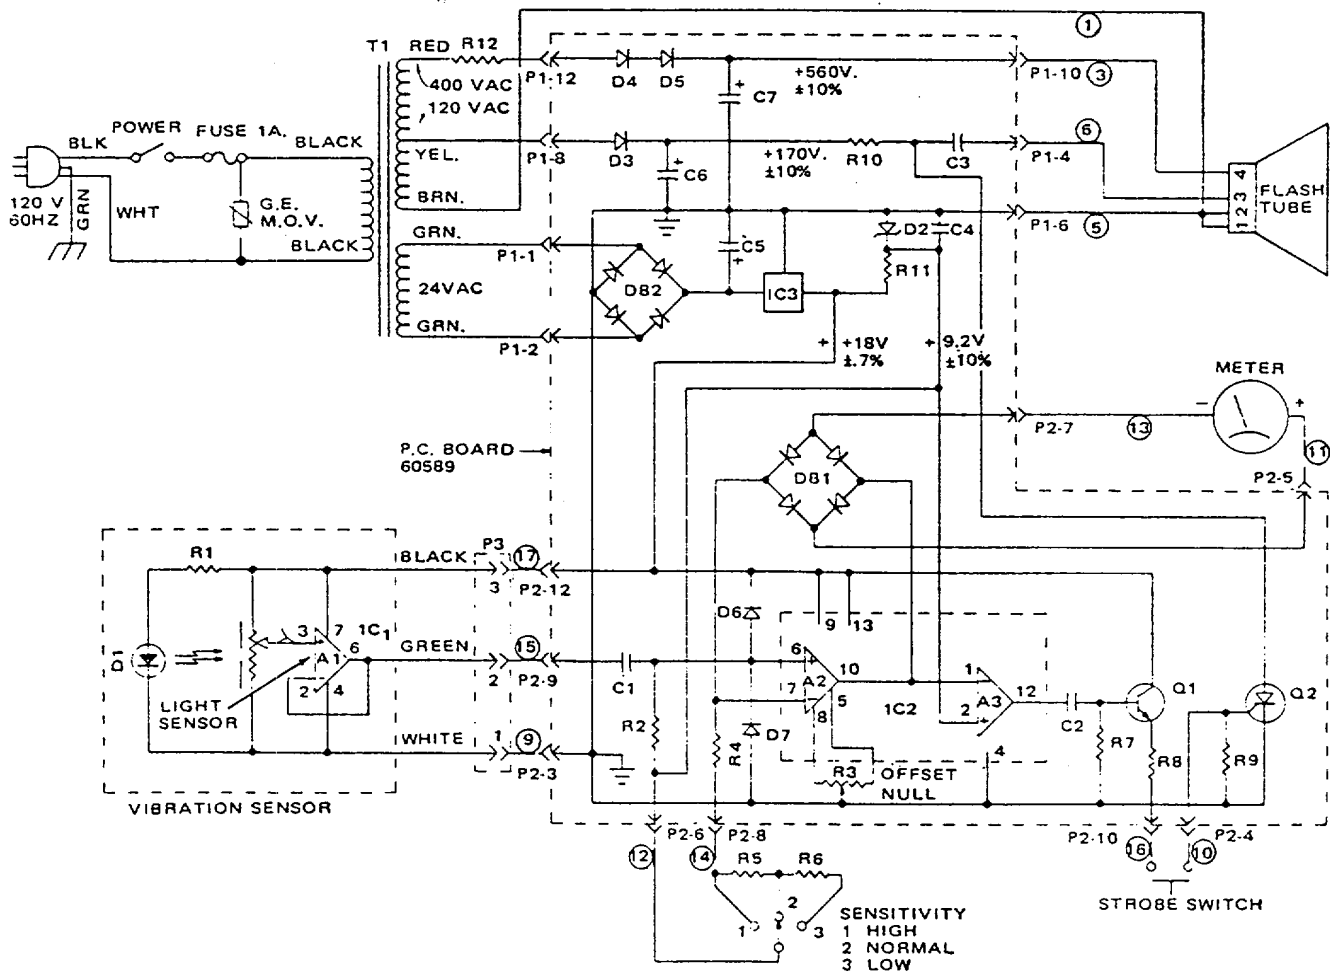 1
T1
RED
R12
P1-12
D4
D5
+560V.
±10%
P1-10
3
400 VAC
120 VAC
+
C7
POWER
FUSE 1A.
BLACK
BLK
YEL.
P1-8
D3
+170V.
±10%
R10
C3
P1-4
6
+
C6
BRN.
120 V
60HZ
GRN
WHT
G.E.
M.O.V.
BLACK
GRN.
P1-1
C5
+
D2
C4
P1-6
5
4
3
2
1
FLASH
TUBE
R11
24VAC
DB2
IC3
GRN.
P1-2
+
+18V
±.7%
+
9.2V
±10%
METER
-
+
P2-7
13
11
P2-5
P.C. BOARD
60589
DB1
R1
BLACK
P3
17
3
P2-12
D6
9
13
D1
3
7
IC1
A1
6
2
4
GREEN
15
2
P2-9
C1
6
+
A2
10
7
5
8
1
A3
12
2
+
4
IC2
C2
Q1
Q2
LIGHT
SENSOR
WHITE
1
9
P2-3
R2
R4
D7
R3
OFFSET
NULL
R7
R8
R9
VIBRATION SENSOR
P2-6
P2-8
P2-10
P2-4
12
14
16
10
R5
R6
STROBE SWITCH
1
2
3
SENSITIVITY
1 HIGH
2 NORMAL
3 LOW